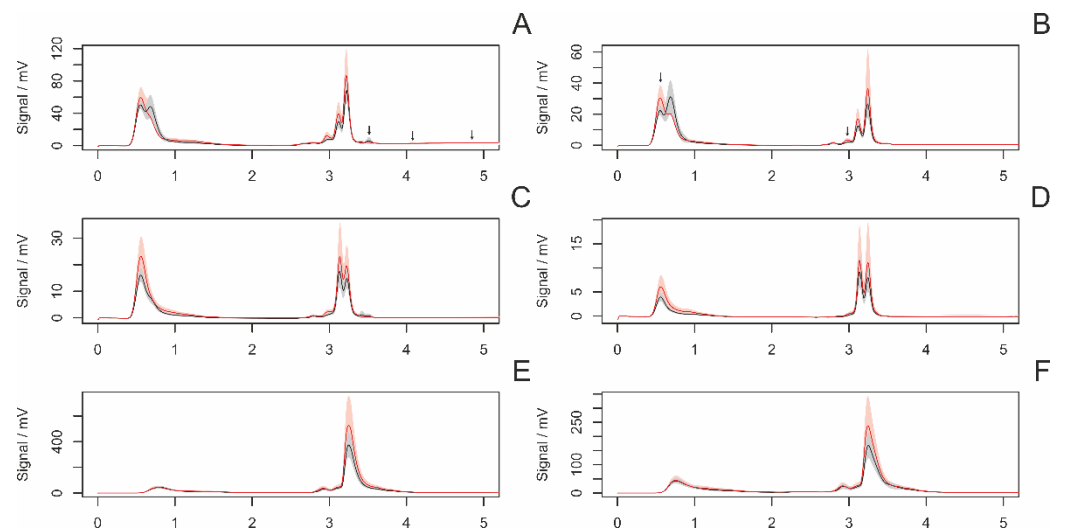 A
B
Signal / mV
0 40 80 120
0 1 2 3 4 5
Signal / mV
0 20 40 60
0 1 2 3 4 5
C
D
Signal / mV
0 10 30
0 1 2 3 4 5
Signal / mV
0 5 15
0 1 2 3 4 5
E
F
Signal / mV
0 400
0 1 2 3 4 5
Signal / mV
0 100 250
0 1 2 3 4 5